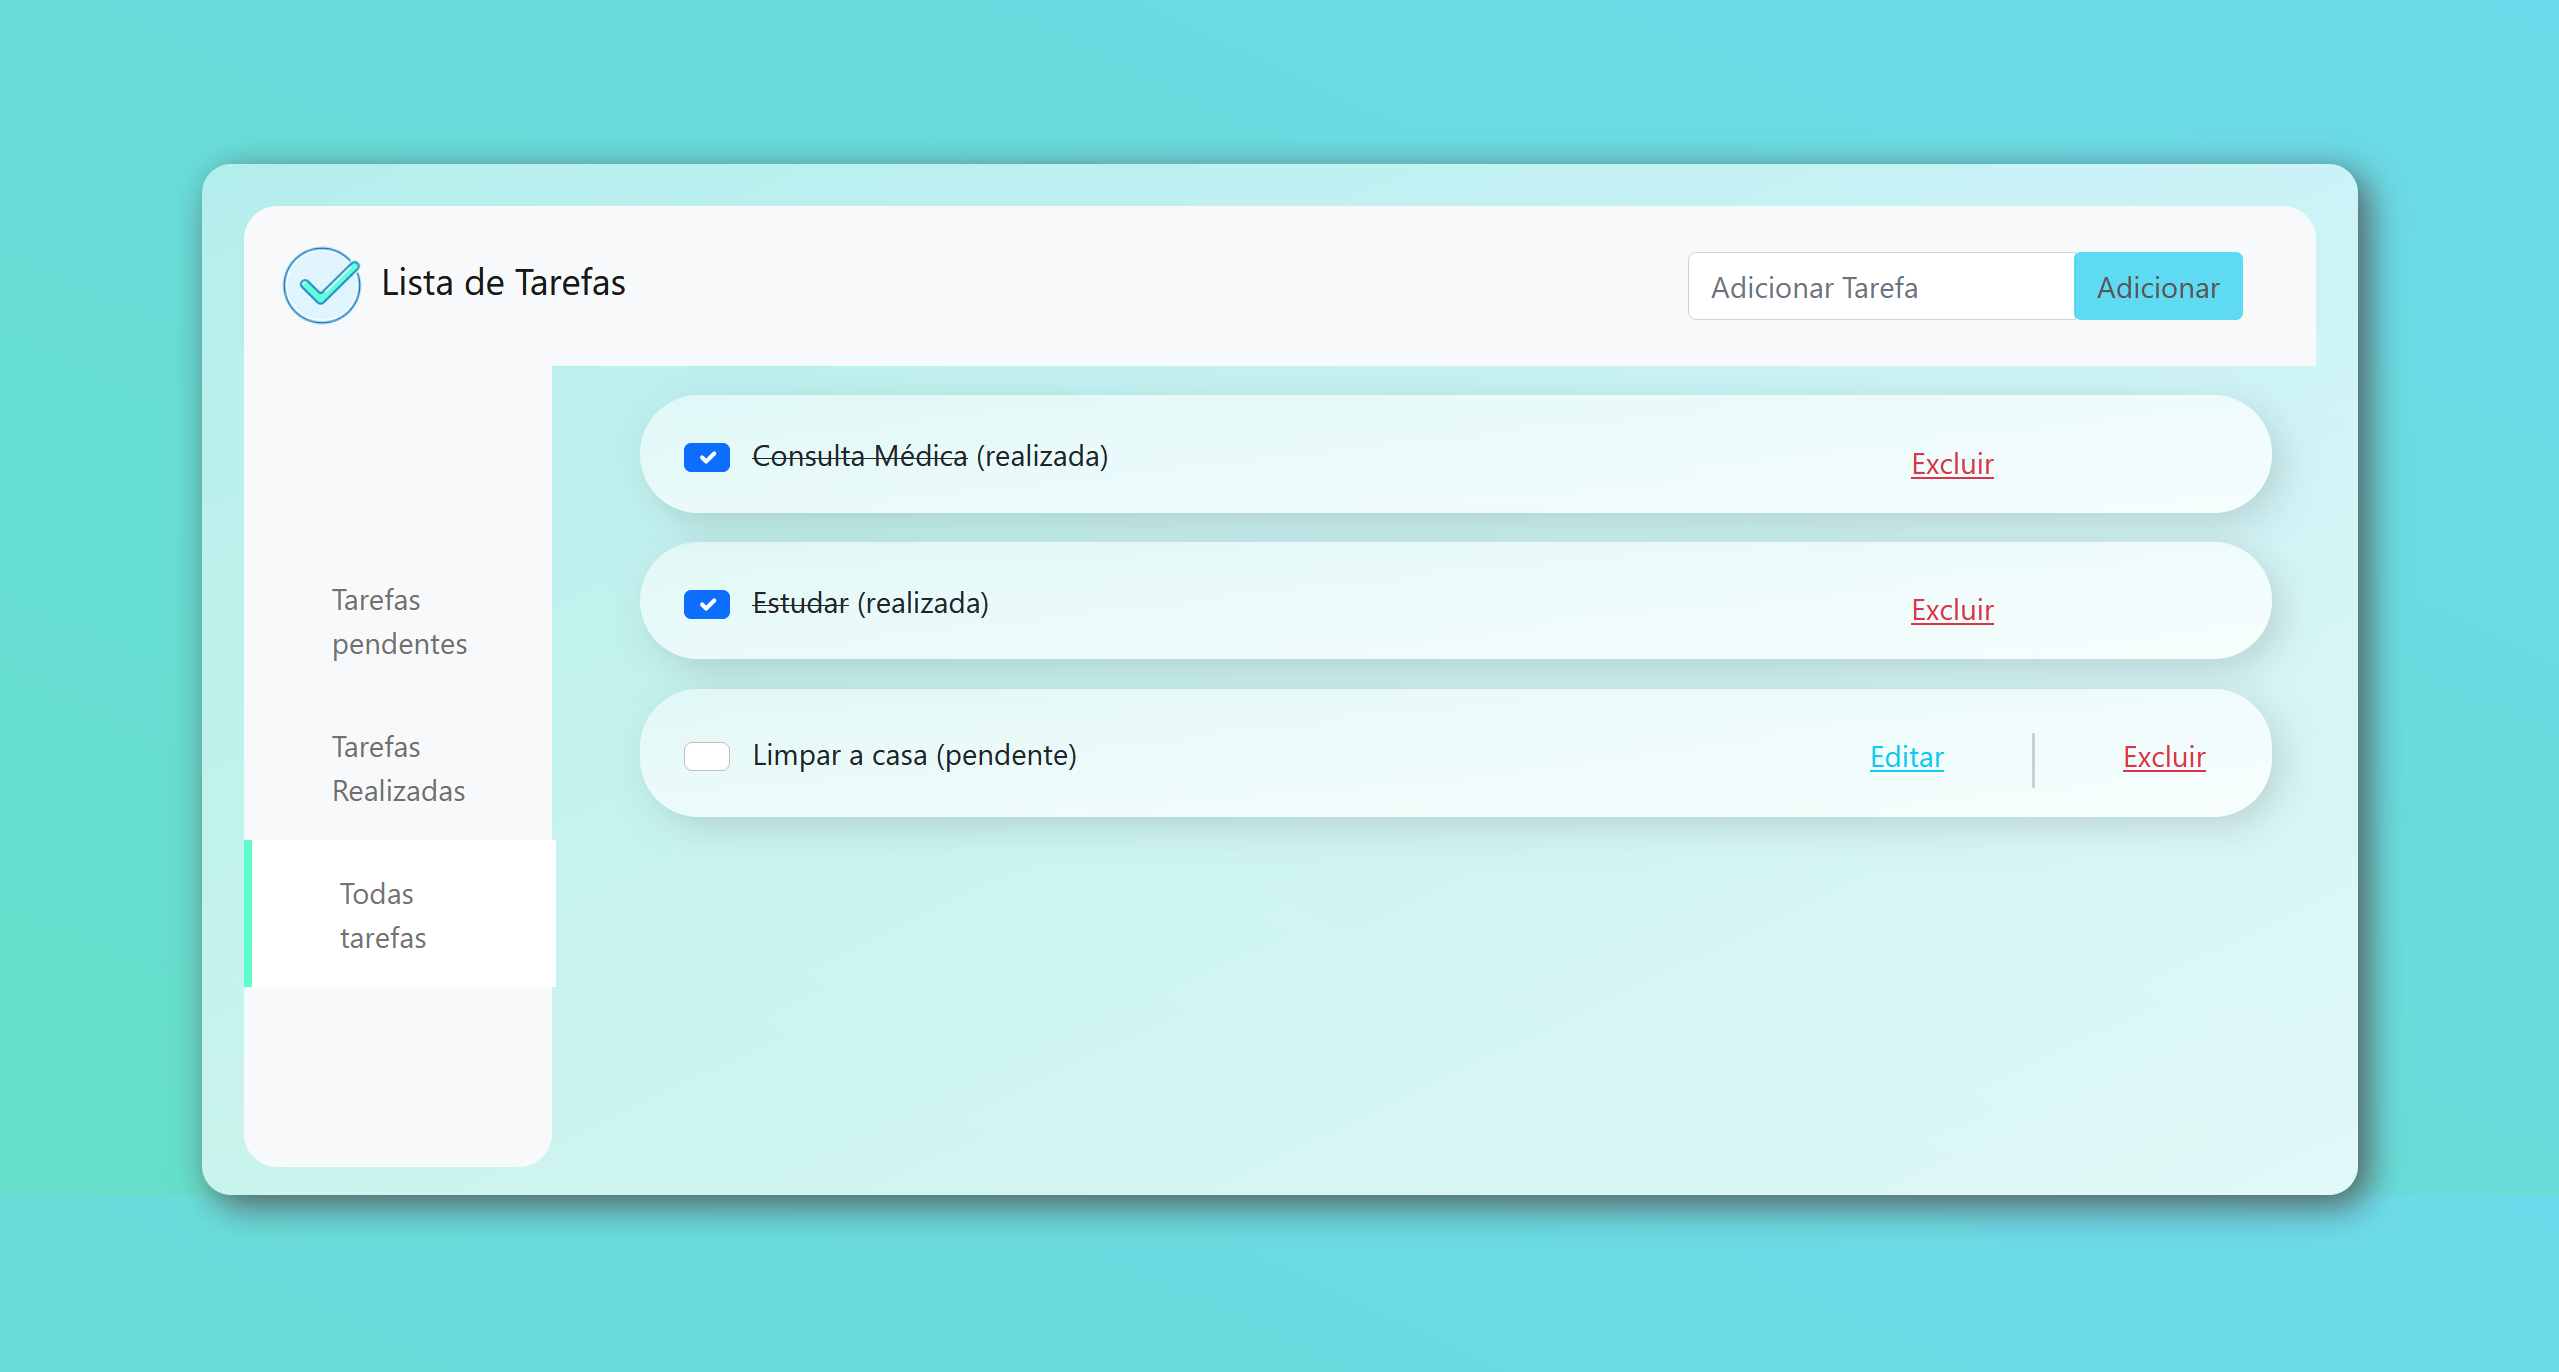 Lista de Tarefas
Adicionar Tarefa
Adicionar
Tarefas
pendentes
Tarefas
Realizadas
Todas
tarefas
Consulta Médica (realizada)
Excluir
Estudar (realizada)
Excluir
Limpar a casa (pendente)
Editar
Excluir